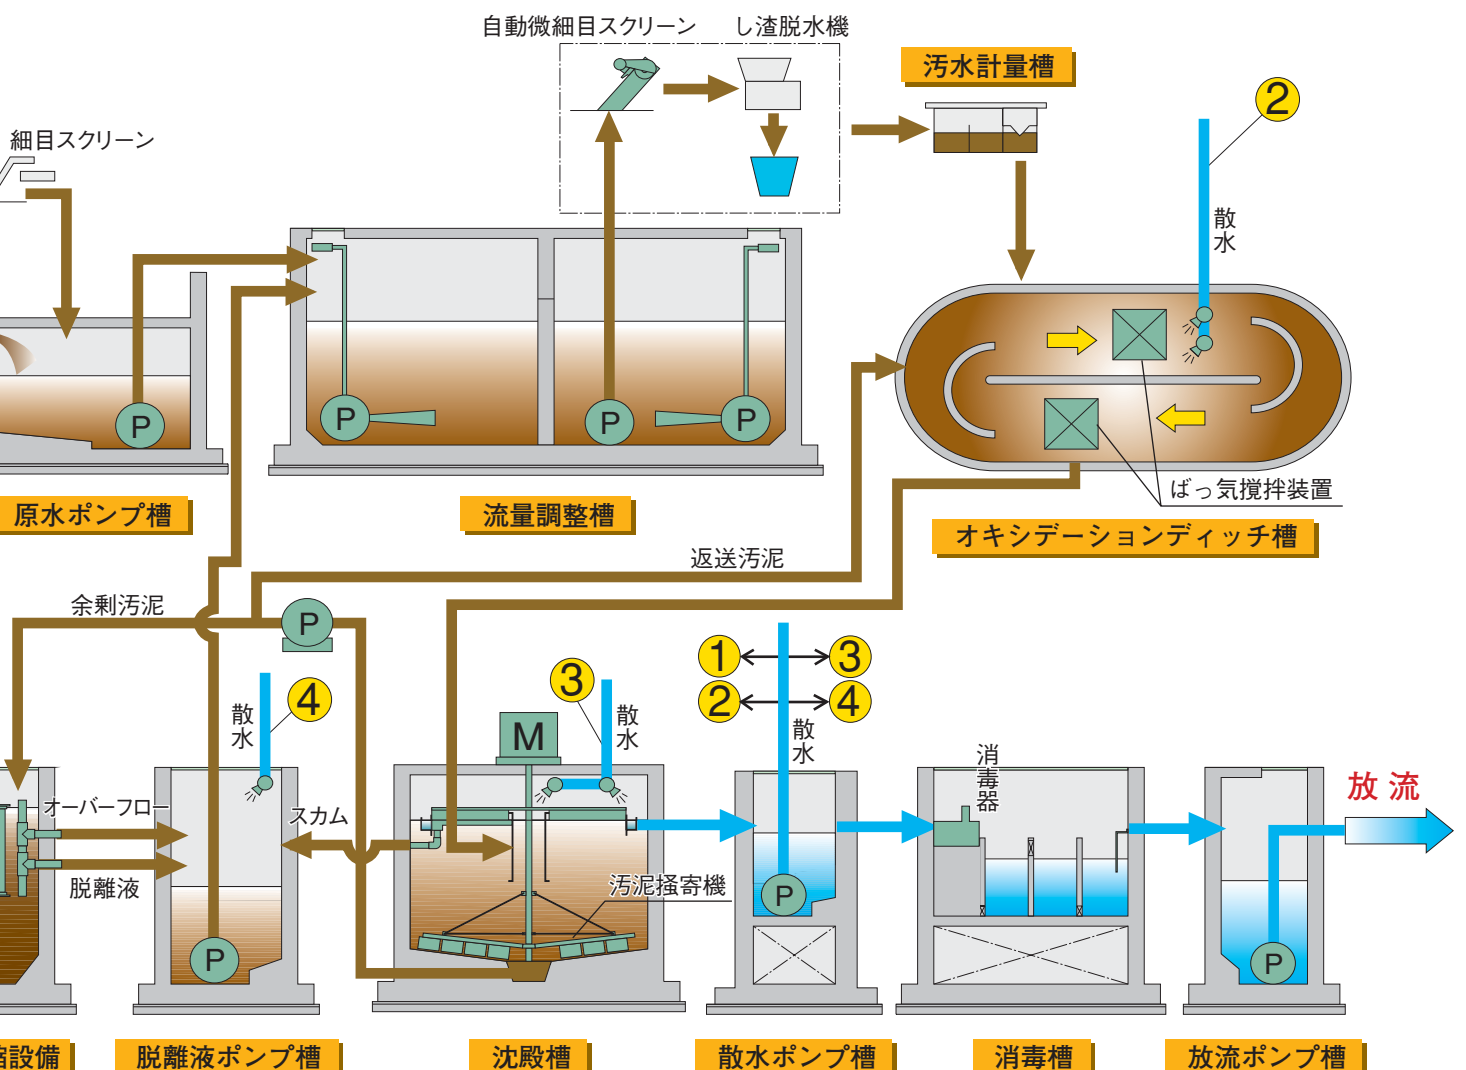 自動微細目スクリーン
し渣脱水機
汚水計量槽
②
細目スクリーン
散水
P
P
P
P
ばっ気撹拌装置
原水ポンプ槽
流量調整槽
オキシデーションディッチ槽
返送汚泥
余剰汚泥
P
①
③
②
④
③
④
散水
散水
散水
M
消毒器
放流
オーバーフロー
スカム
脱離液
汚泥掻寄機
P
P
P
設備
脱離液ポンプ槽
沈殿槽
散水ポンプ槽
消毒槽
放流ポンプ槽